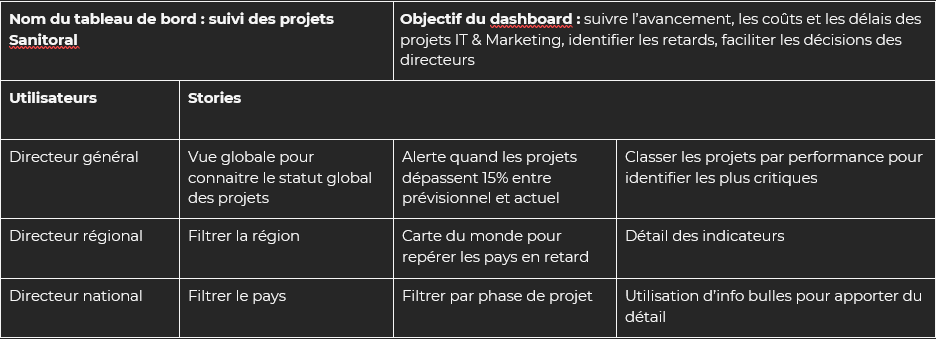 Nom du tableau de bord : suivi des projets
Sanitoral
Objectif du dashboard : suivre l’avancement, les coûts et les délais des
projets IT & Marketing, identifier les retards, faciliter les décisions des
directeurs
Utilisateurs
Stories
Directeur général
Vue globale pour
connaitre le statut global
des projets
Alerte quand les projets
dépassent 15% entre
prévisionnel et actuel
Classer les projets par performance pour
identifier les plus critiques
Directeur régional
Filtrer la région
Carte du monde pour
repérer les pays en retard
Détail des indicateurs
Directeur national
Filtrer le pays
Filtrer par phase de projet
Utilisation d’info bulles pour apporter du
détail